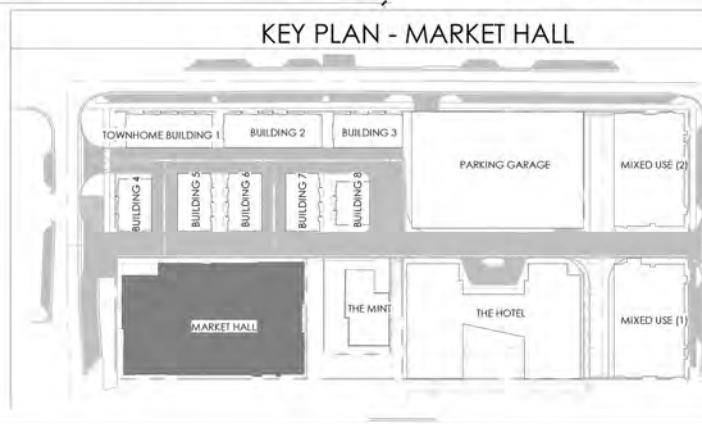 KEY PLAN - MARKET HALL
TOWNHOME BUILDING 1
BUILDING 2
BUILDING 3
PARKING GARAGE
MIXED USE (2)
BUILDING 4
BUILDING 5
BUILDING 6
BUILDING 7
BUILDING 8
MARKET HALL
THE MINT
THE HOTEL
MIXED USE (1)